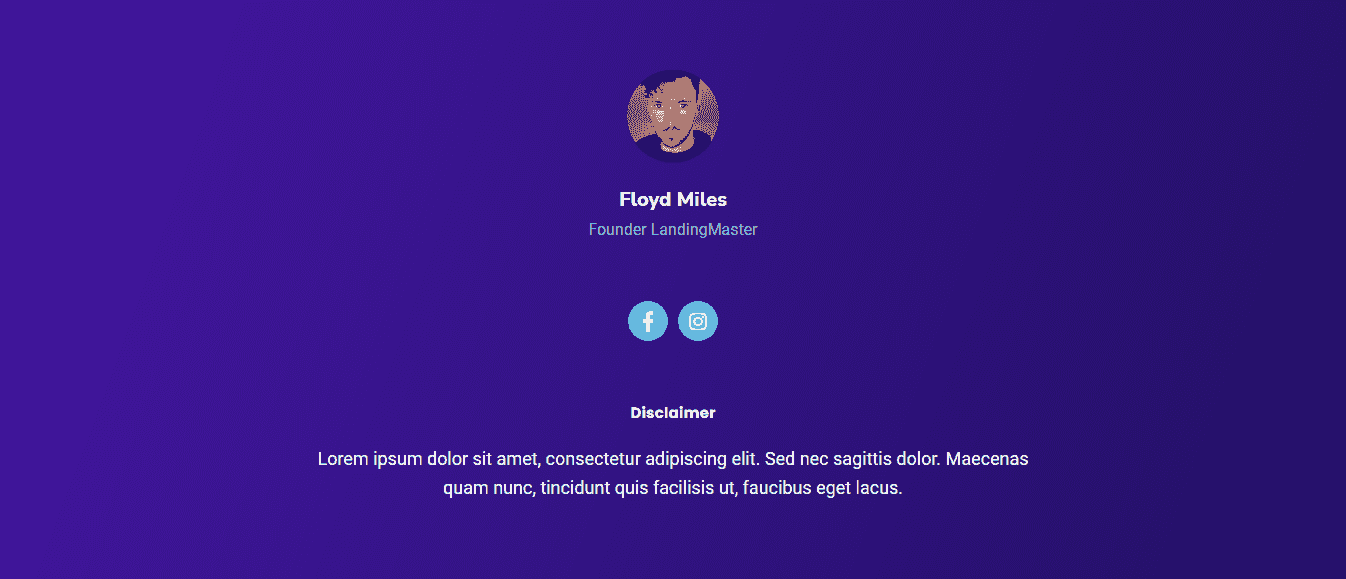 Floyd Miles
Founder LandingMaster
Disclaimer
Lorem ipsum dolor sit amet, consectetur adipiscing elit. Sed nec sagittis dolor. Maecenas
quam nunc, tincidunt quis facilisis ut, faucibus eget lacus.